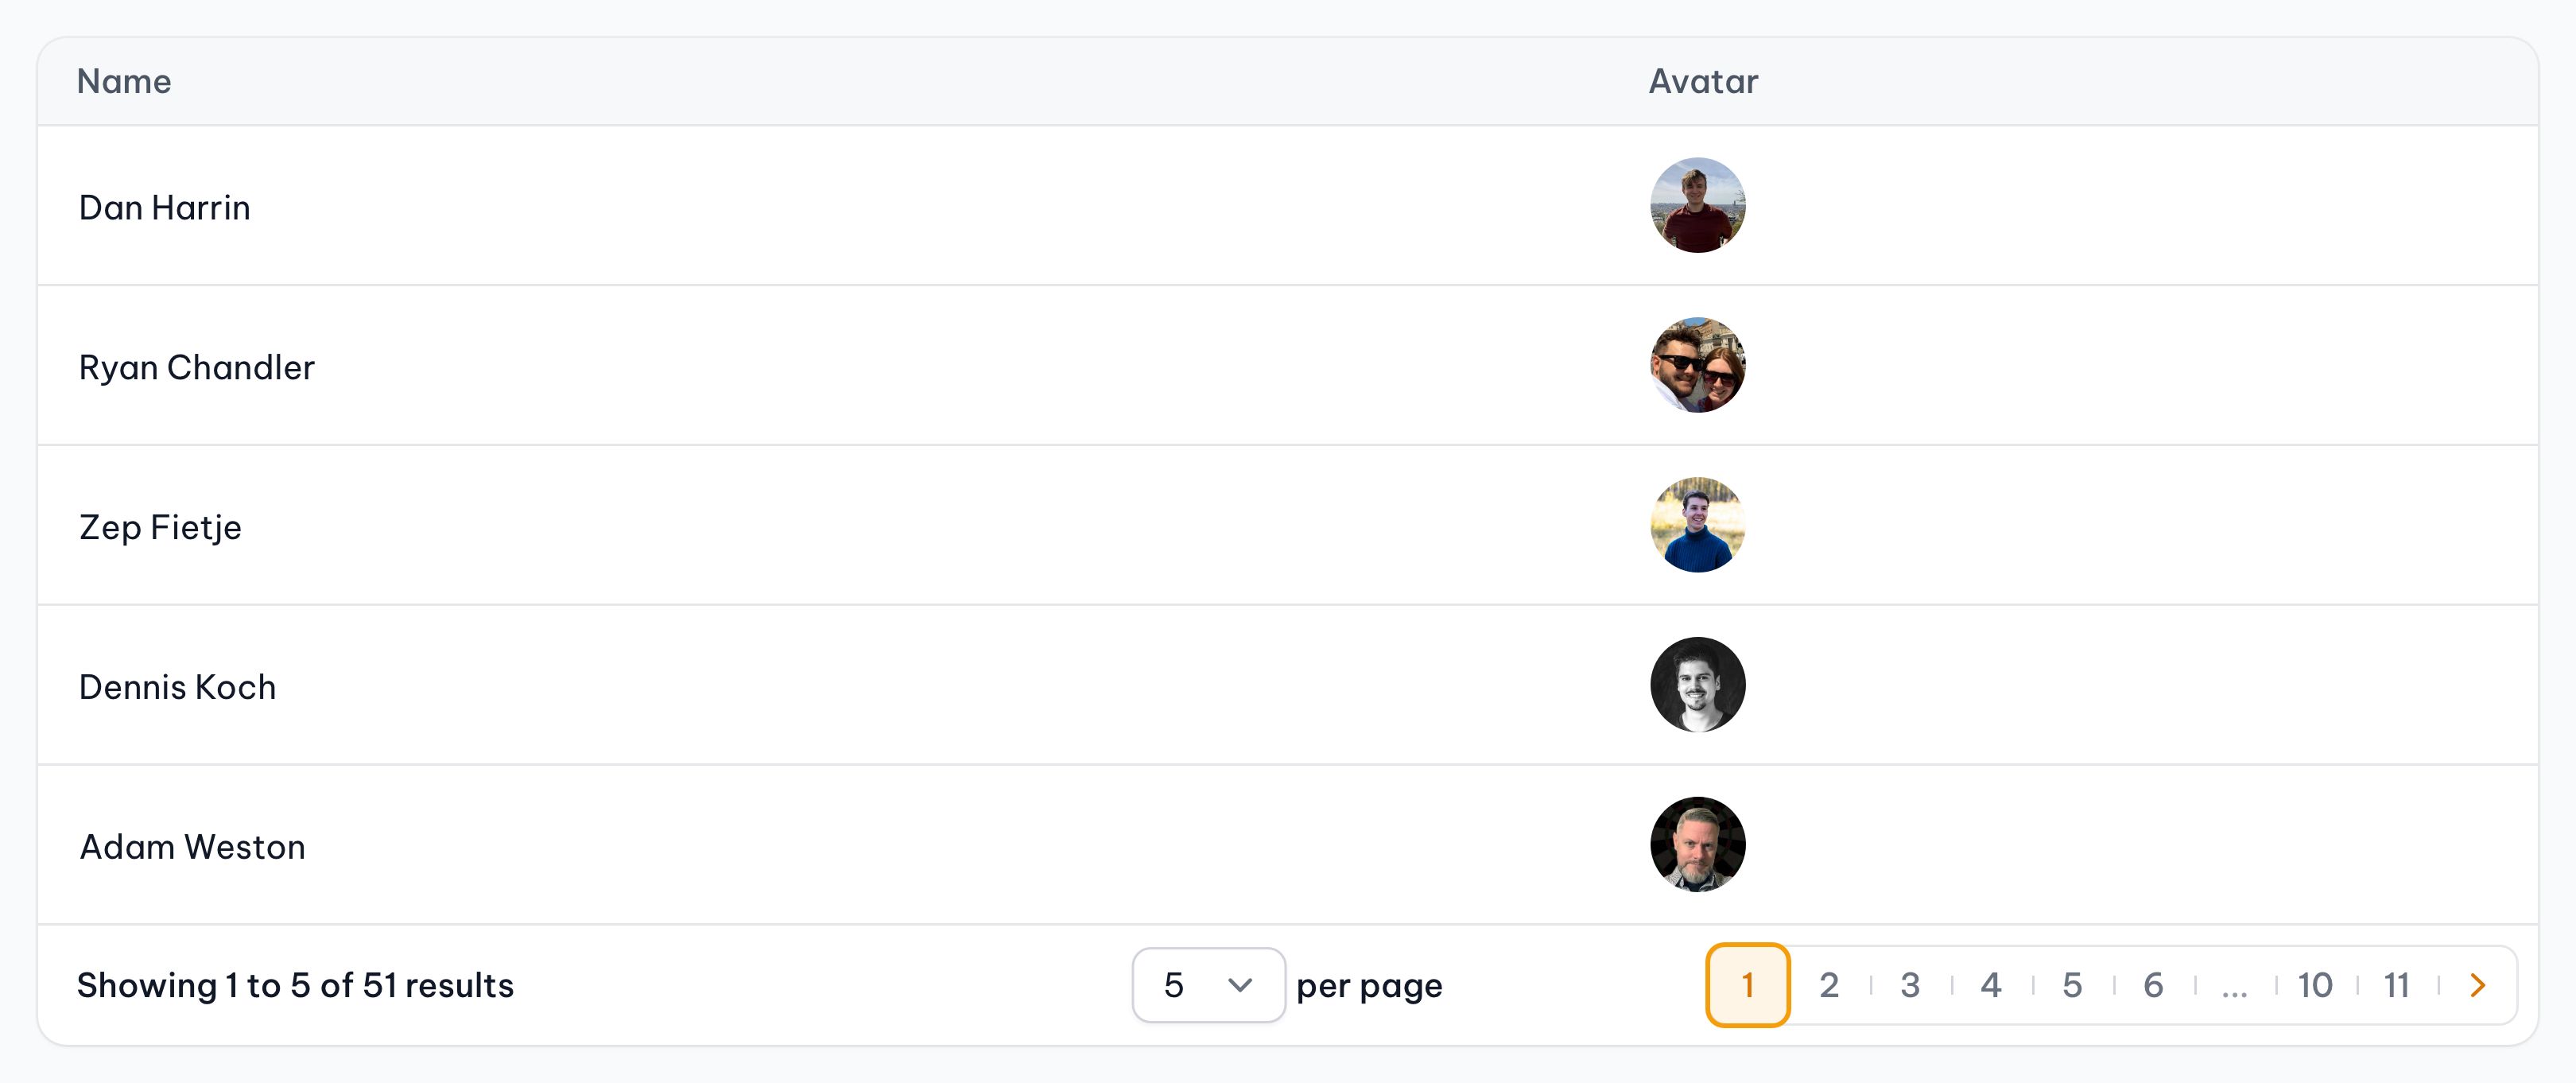 Name Avatar
Dan Harrin
Ryan Chandler
Zep Fietje
Dennis Koch
Adam Weston
Showing 1 to 5 of 51 results 5 per page 1 2 3 4 5 6 ... 10 11